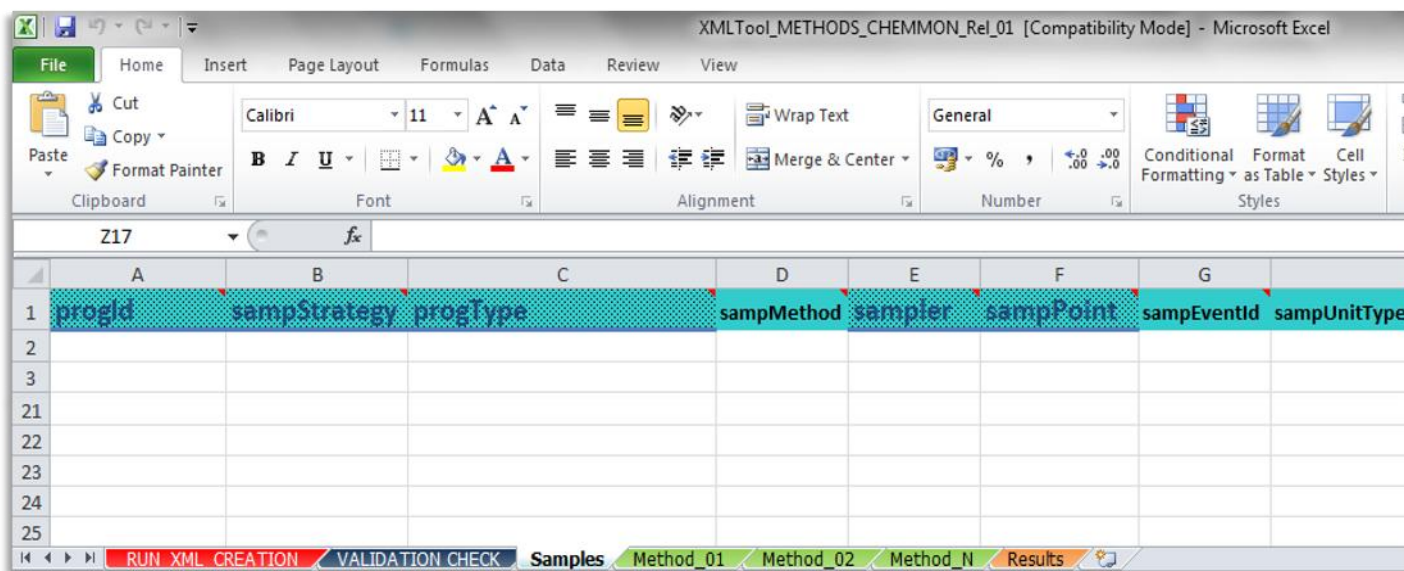 XMLTool_METHODS_CHEMMON_Rel_01 [Compatibility Mode] - Microsoft Excel
File Home Insert Page Layout Formulas Data Review View
Cut
Copy
Format Painter
Paste
Clipboard
Calibri 11
B I U
Font
Wrap Text
Merge & Center
Alignment
General
% ,
Number
Conditional Formatting
Format as Table
Cell Styles
Styles
Z17 fx
A B C D E F G
1 progId sampStrategy progType sampMethod sampler sampPoint sampEventId sampUnitType
2
3
21
22
23
24
25
RUN XML CREATION VALIDATION CHECK Samples Method_01 Method_02 Method_N Results